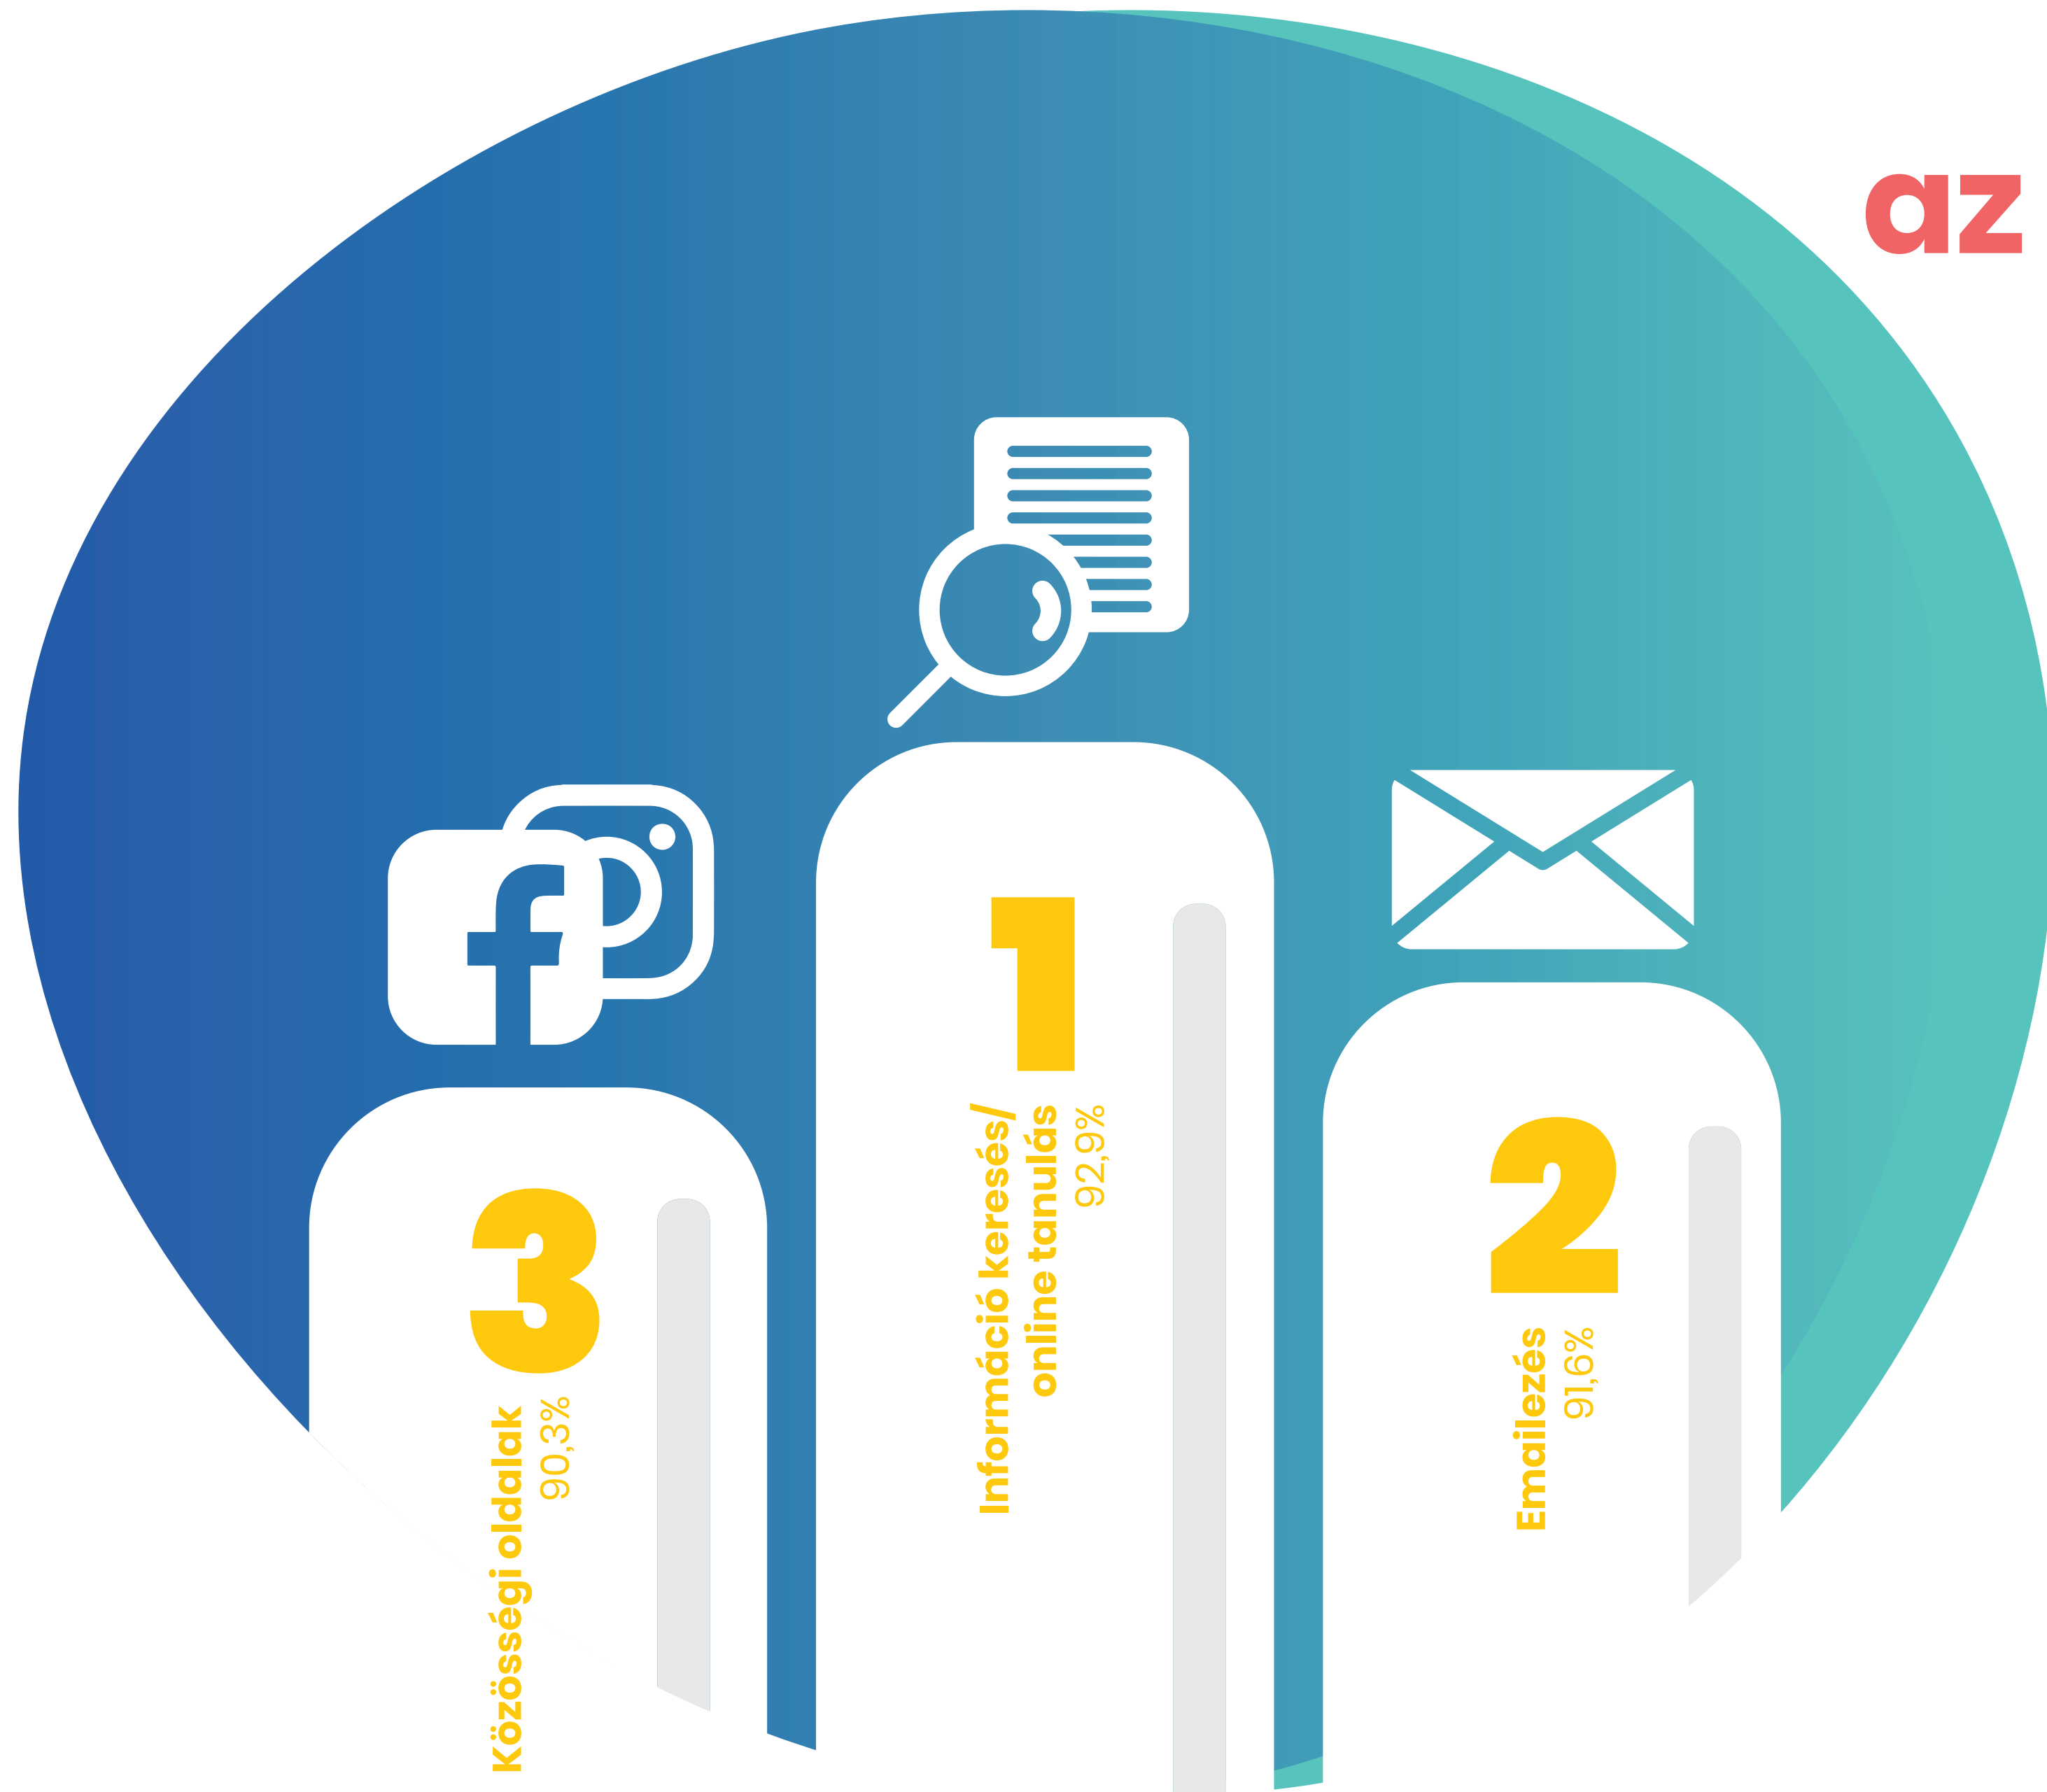 az
3
Közösségi oldalak
90,3%
1
Információ keresés/
online tanulás
92,9%
2
Emailezés
91,6%